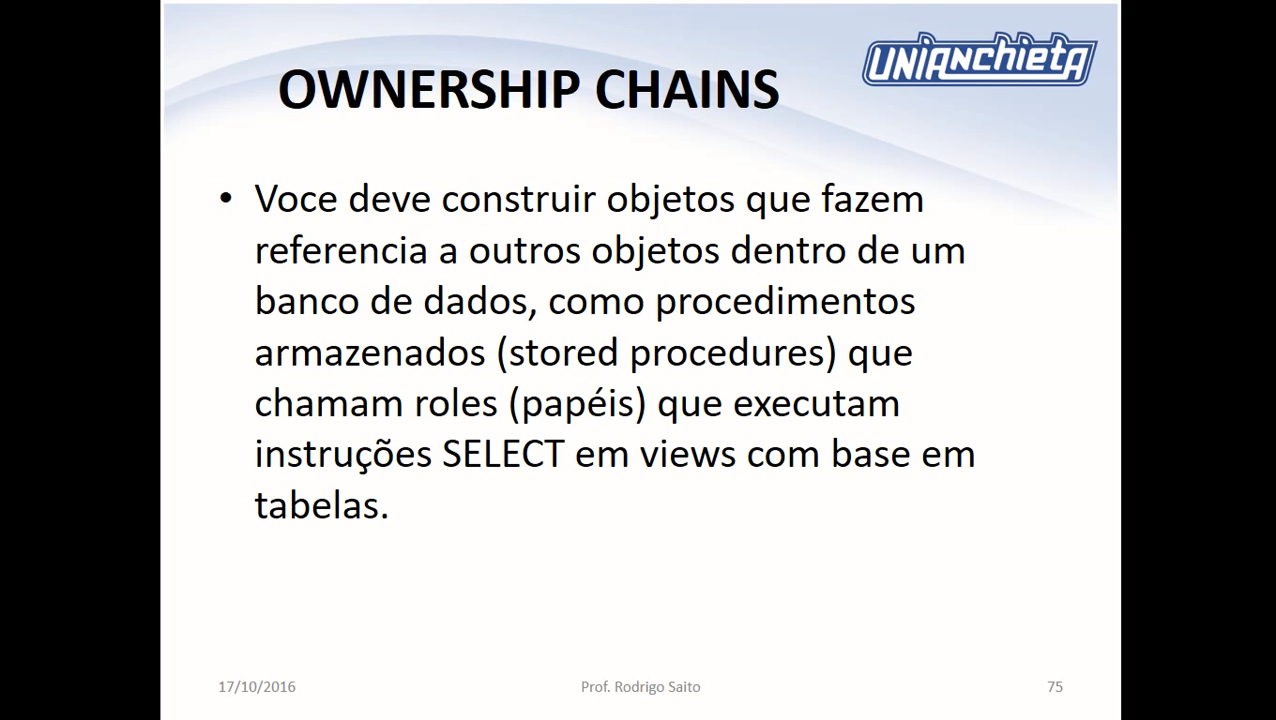 UNIANCHIETA
OWNERSHIP CHAINS
• Voce deve construir objetos que fazem
referencia a outros objetos dentro de um
banco de dados, como procedimentos
armazenados (stored procedures) que
chamam roles (papéis) que executam
instruções SELECT em views com base em
tabelas.
17/10/2016
Prof. Rodrigo Saito
75